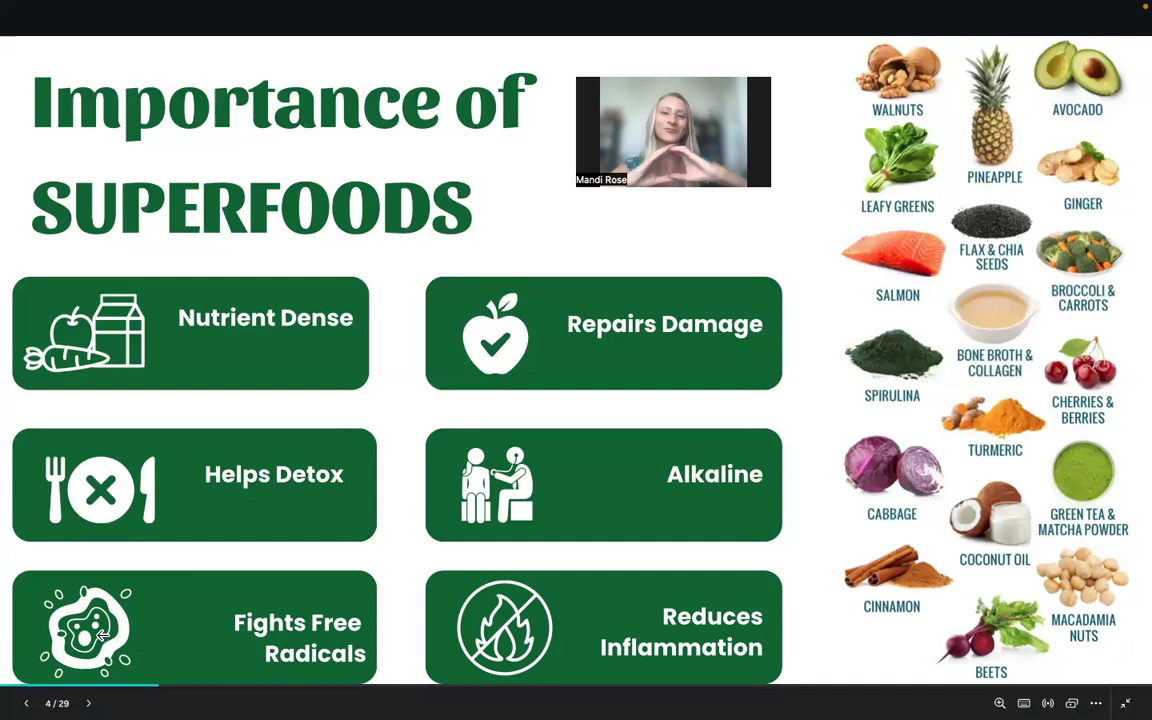 Importance of
SUPERFOODS
Mandi Rose
Nutrient Dense
Repairs Damage
Helps Detox
Alkaline
Fights Free
Radicals
Reduces
Inflammation
WALNUTS
PINEAPPLE
AVOCADO
LEAFY GREENS
GINGER
FLAX & CHIA
SEEDS
SALMON
BROCCOLI &
CARROTS
BONE BROTH &
COLLAGEN
SPIRULINA
CHERRIES &
BERRIES
TURMERIC
CABBAGE
GREEN TEA &
MATCHA POWDER
COCONUT OIL
CINNAMON
MACADAMIA
NUTS
BEETS
4 / 29